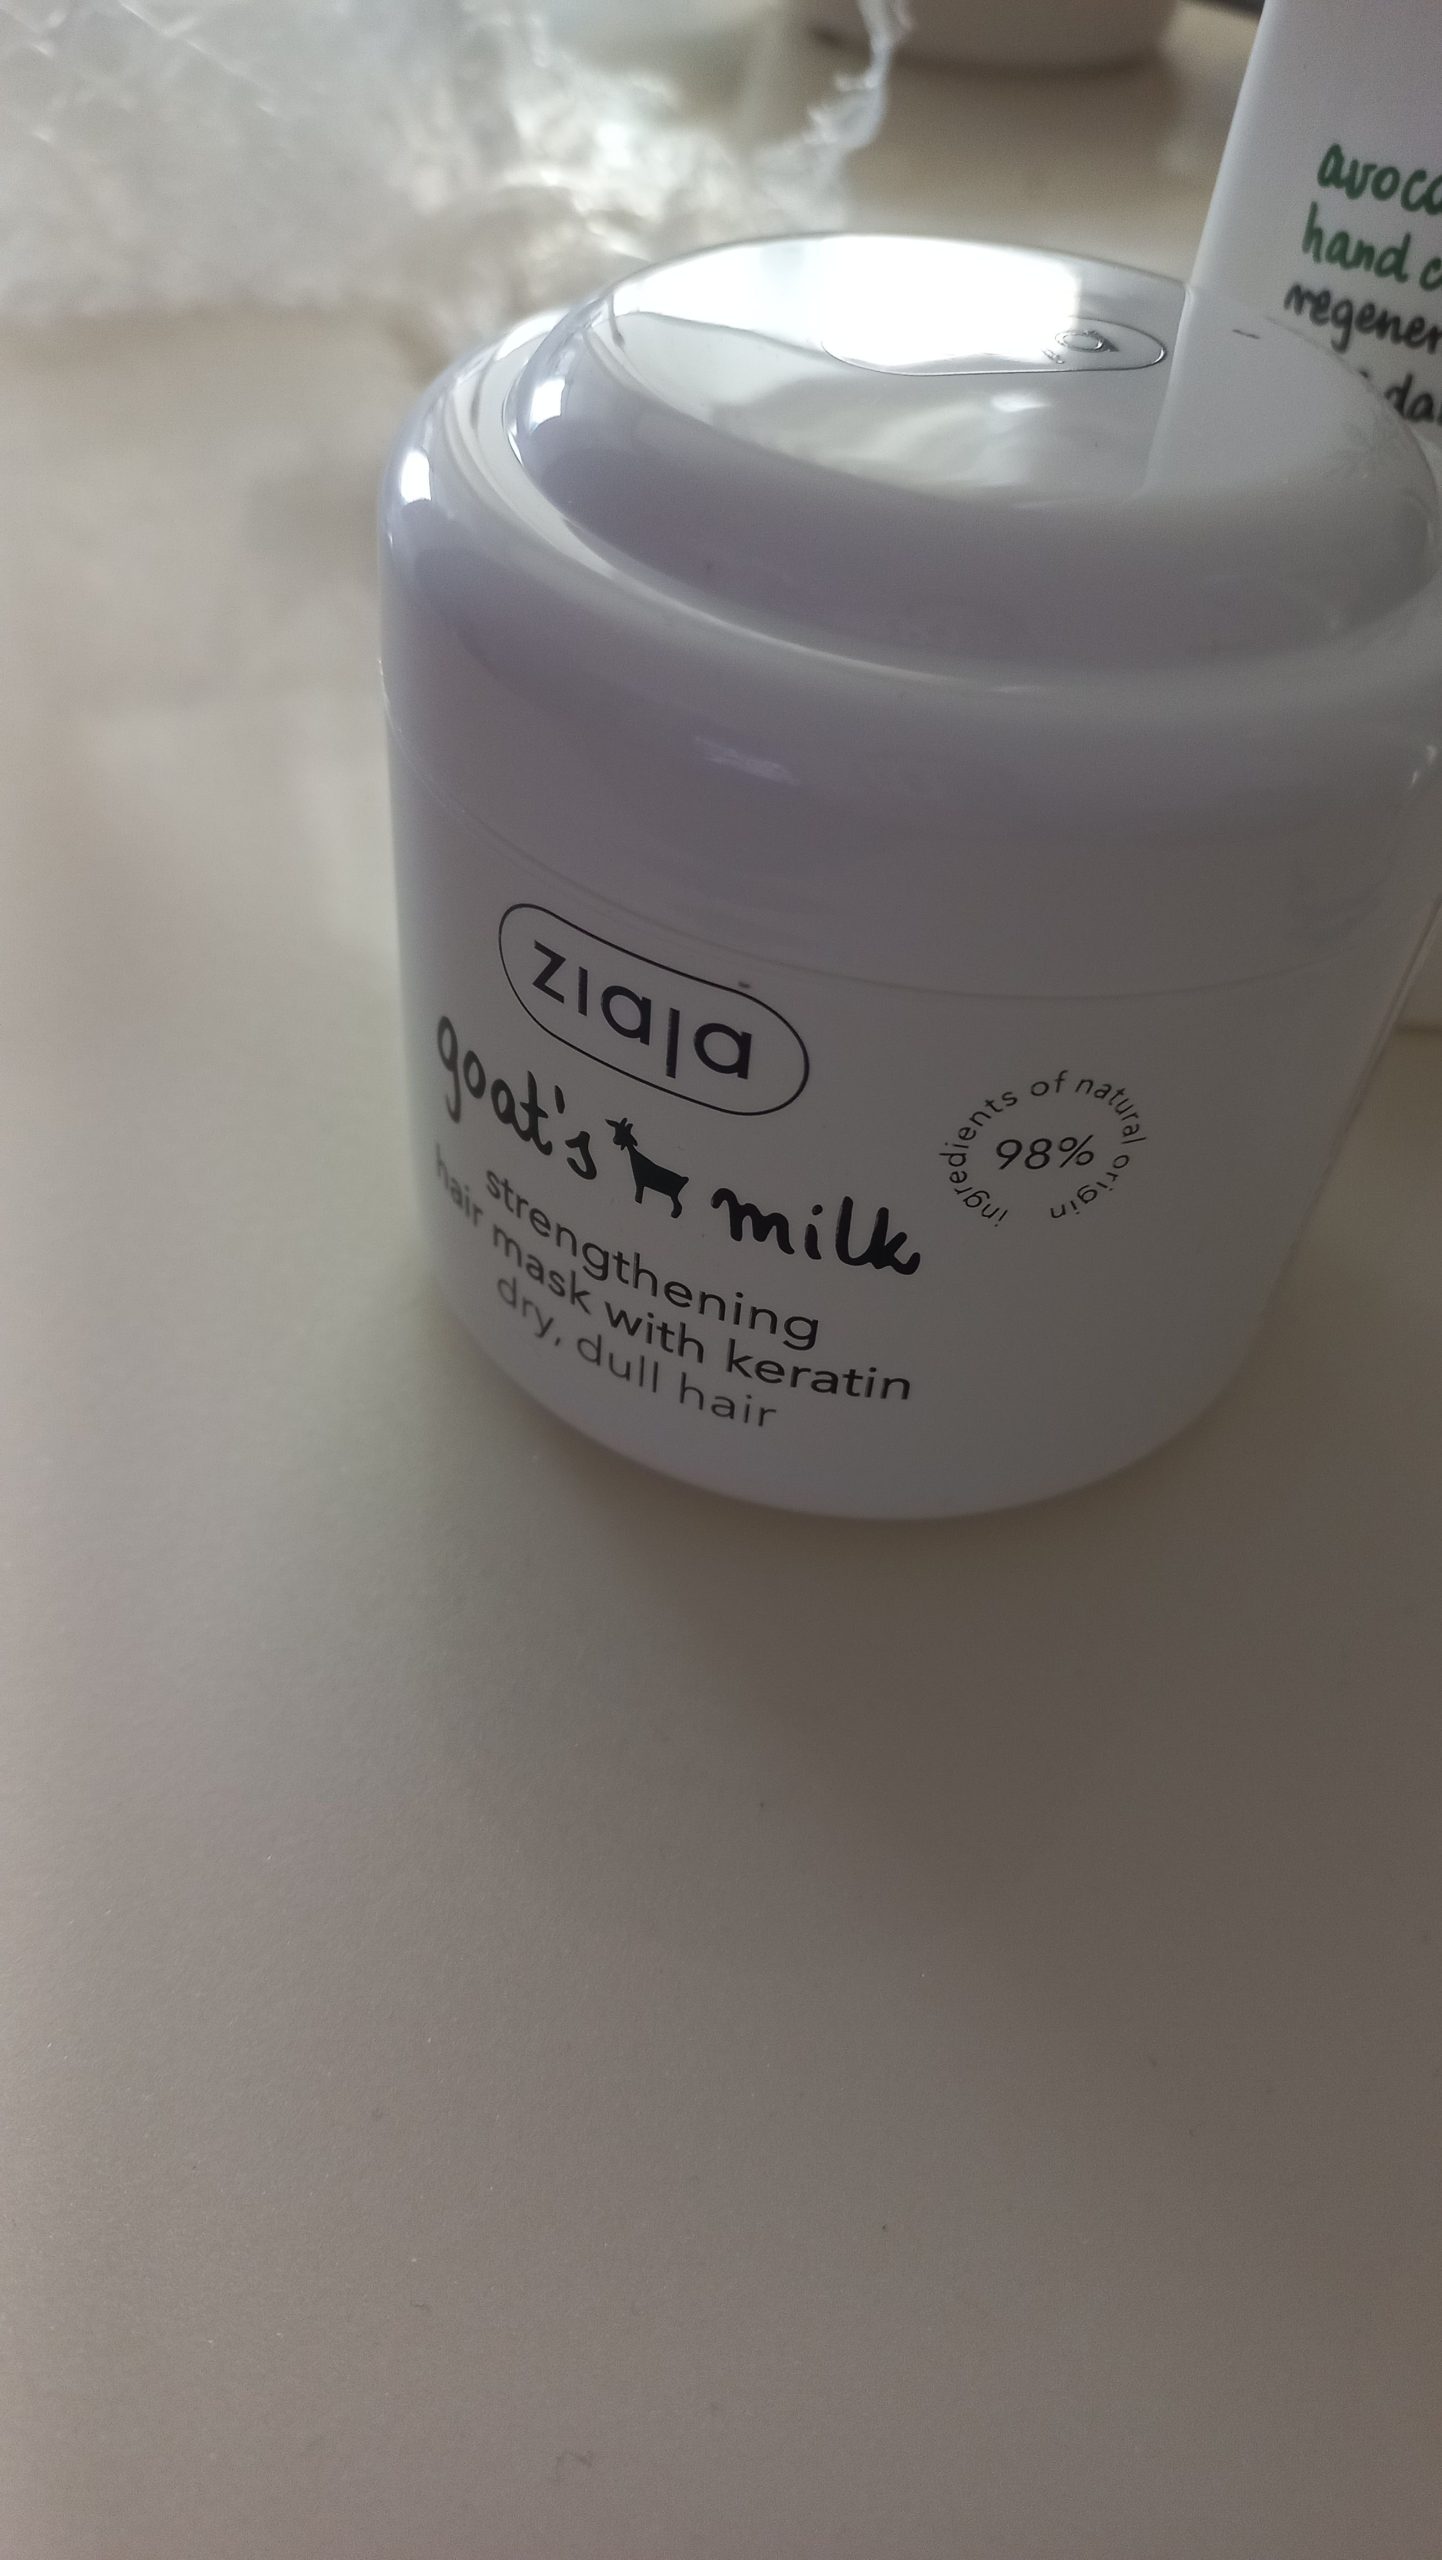 avoca
hand c
regener
da
ziaja
goat's milk
strengthening
hair mask with keratin
dry, dull hair
ingredients of natural origin
98%